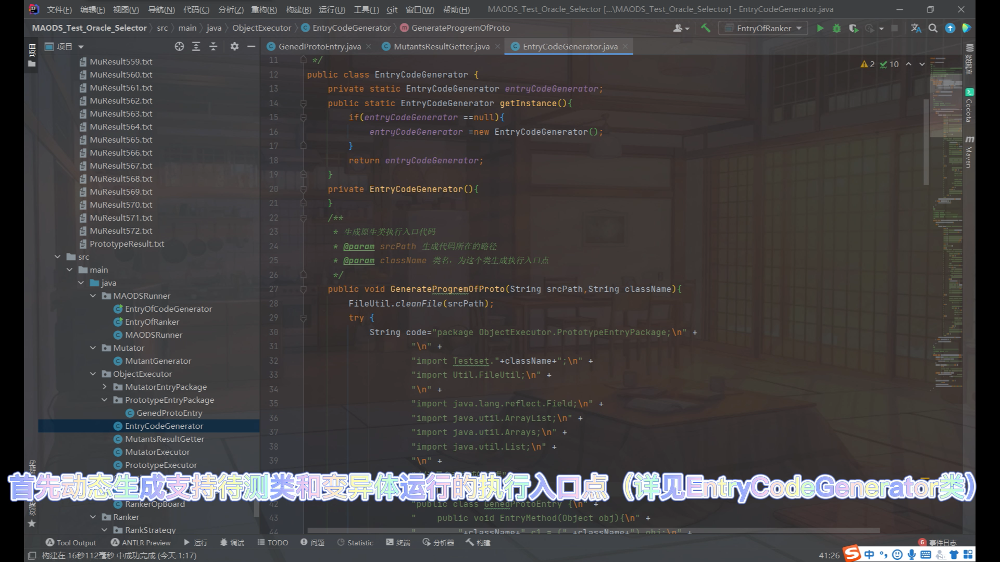 文件(F) 编辑(E) 视图(V) 导航(N) 代码(C) 分析(Z) 重构(R) 构建(B) 运行(U) 工具(T) Git 窗口(W) 帮助(H) MAODS_Test_Oracle_Selector [...\MAODS_Test_Oracle_Selector] - EntryCodeGenerator.java
MAODS_Test_Oracle_Selector src main java ObjectExecutor EntryCodeGenerator GenerateProgremOfProto EntryOfRanker
项目
项目
GenedProtoEntry.java MutantsResultGetter.java EntryCodeGenerator.java
MuResult559.txt
MuResult560.txt
MuResult561.txt
MuResult562.txt
MuResult563.txt
MuResult564.txt
MuResult565.txt
MuResult566.txt
MuResult567.txt
MuResult568.txt
MuResult569.txt
MuResult570.txt
MuResult571.txt
MuResult572.txt
PrototypeResult.txt
src
main
java
MAODSRunner
EntryOfCodeGenerator
EntryOfRanker
MAODSRunner
Mutator
MutantGenerator
ObjectExecutor
MutatorEntryPackage
PrototypeEntryPackage
GenedProtoEntry
EntryCodeGenerator
MutantsResultGetter
MutatorExecutor
PrototypeExecutor
RankerOpBoard
Ranker
RankStrategy
2 10
11 */
12 public class EntryCodeGenerator {
13 private static EntryCodeGenerator entryCodeGenerator;
14 public static EntryCodeGenerator getInstance(){
15 if(entryCodeGenerator ==null){
16 entryCodeGenerator =new EntryCodeGenerator();
17 }
18 return entryCodeGenerator;
19 }
20 private EntryCodeGenerator(){
21 }
22 /**
23 * 生成原生类执行入口代码
24 * @param srcPath 生成代码所在的路径
25 * @param className 类名，为这个类生成执行入口点
26 */
27 public void GenerateProgremOfProto(String srcPath,String className){
28 FileUtil.cleanFile(srcPath);
29 try {
30 String code="package ObjectExecutor.PrototypeEntryPackage;\n" +
31 "\n" +
32 "import Testset."+className+";\n" +
33 "import Util.FileUtil;\n" +
34 "\n" +
35 "import java.lang.reflect.Field;\n" +
36 "import java.util.ArrayList;\n" +
37 "import java.util.Arrays;\n" +
38 "import java.util.List;\n" +
39 "\n" +
42 "public class GenedProtoEntry {\n" +
43 " public void EntryMethod(Object obj){\n" +
44 " "+className+" c1 = (" +className+") obj;\n" +
首先动态生成支持待测类和变异体运行的执行入口点（详见EntryCodeGenerator类）
数据库
Codota
Maven
Tool Output ANTLR Preview 运行 调试 TODO 问题 Statistic 终端 分析器 构建 6 事件日志
构建在 16秒112毫秒 中成功完成 (今天 1:17) 41:26 中